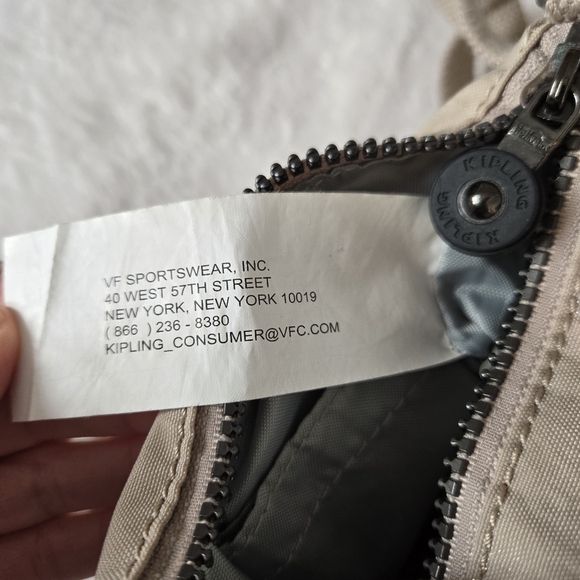 VF SPORTSWEAR, INC.
40 WEST 57TH STREET
NEW YORK, NEW YORK 10019
( 866 ) 236 - 8380
KIPLING_CONSUMER@VFC.COM
KIPLING
KIPLING